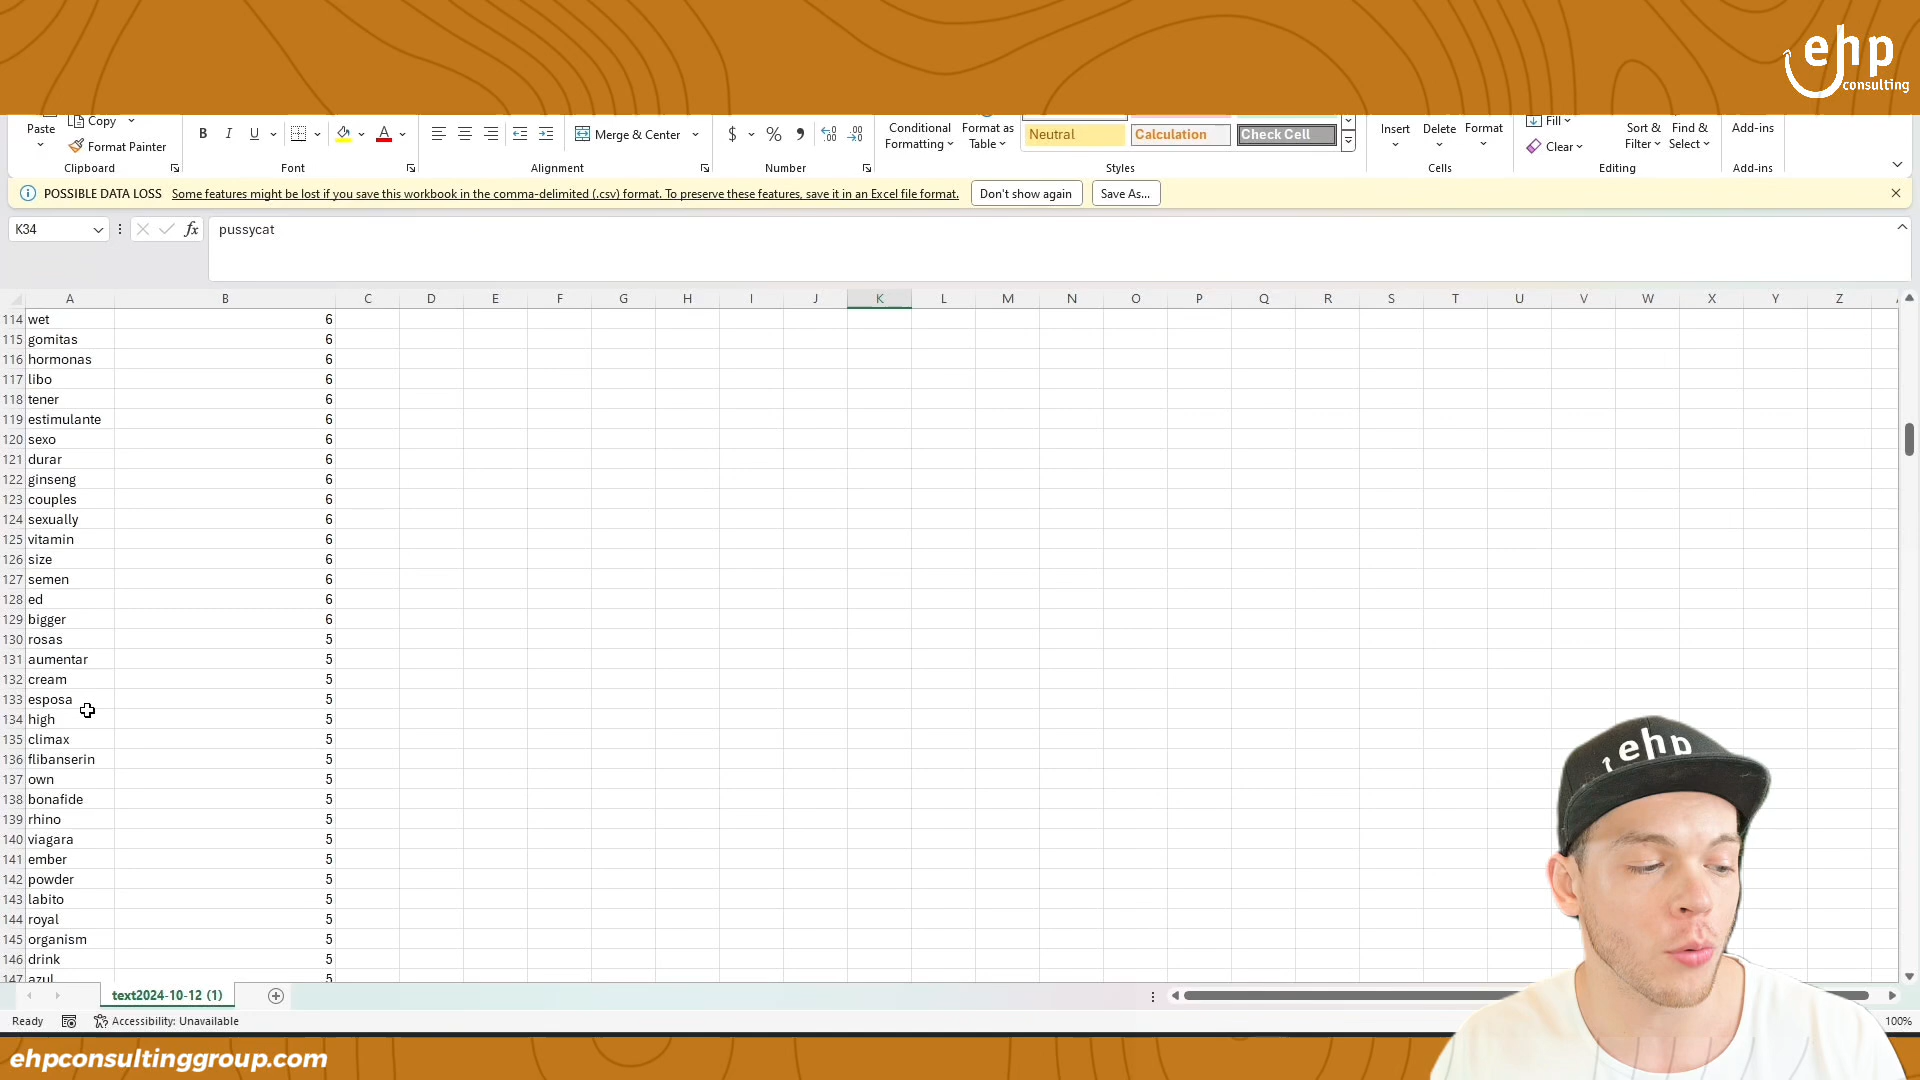 ehp
consulting
Paste
Copy
Format Painter
Clipboard
B I U
Font
Alignment
Merge & Center
$ % ,
Number
Conditional Formatting
Format as Table
Neutral
Calculation
Check Cell
Styles
Insert
Delete
Format
Cells
Fill
Clear
Sort & Filter
Find & Select
Editing
Add-ins
Add-ins
POSSIBLE DATA LOSS Some features might be lost if you save this workbook in the comma-delimited (.csv) format. To preserve these features, save it in an Excel file format. Don't show again Save As...
K34 fx pussycat
A B C D E F G H I J K L M N O P Q R S T U V W X Y Z
114 wet 6
115 gomitas 6
116 hormonas 6
117 libo 6
118 tener 6
119 estimulante 6
120 sexo 6
121 durar 6
122 ginseng 6
123 couples 6
124 sexually 6
125 vitamin 6
126 size 6
127 semen 6
128 ed 6
129 bigger 6
130 rosas 5
131 aumentar 5
132 cream 5
133 esposa 5
134 high 5
135 climax 5
136 flibanserin 5
137 own 5
138 bonafide 5
139 rhino 5
140 viagara 5
141 ember 5
142 powder 5
143 labito 5
144 royal 5
145 organism 5
146 drink 5
147 azul 5
ehp
text2024-10-12 (1)
Ready Accessibility: Unavailable 100%
ehpconsultinggroup.com